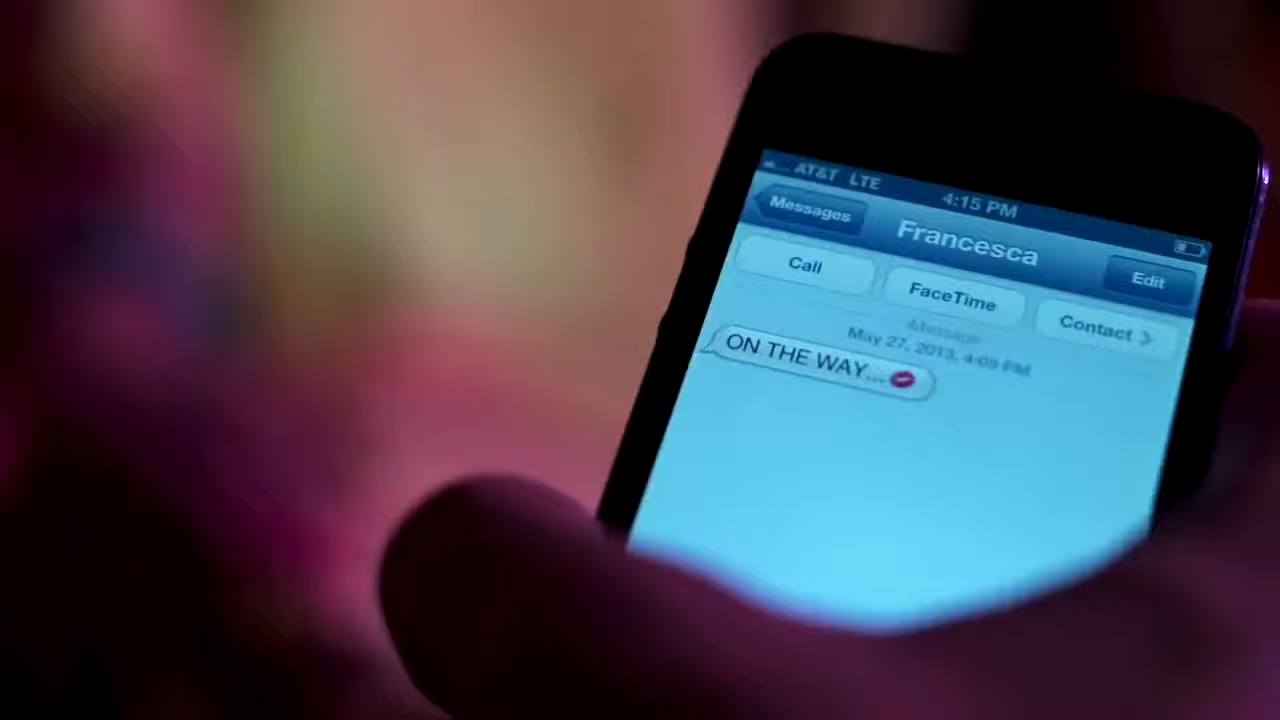 AT&T LTE 4:15 PM
Messages Francesca Edit
Call FaceTime Contact
iMessage
May 27, 2013, 4:05 PM
ON THE WAY...